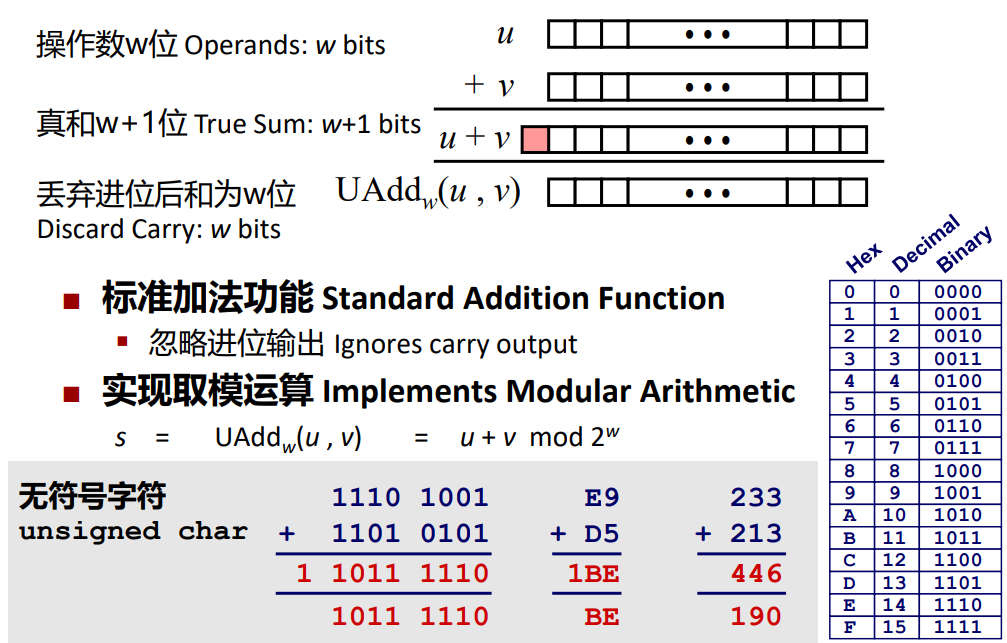 操作数w位 Operands: w bits
u
+ v
真和w+1位 True Sum: w+1 bits
u + v
丢弃进位后和为w位
Discard Carry: w bits
UAddw(u , v)
标准加法功能 Standard Addition Function
忽略进位输出 Ignores carry output
实现取模运算 Implements Modular Arithmetic
s = UAddw(u , v) = u + v mod 2^w
无符号字符
unsigned char
1110 1001 E9 233
+ 1101 0101 + D5 + 213
1 1011 1110 1BE 446
1011 1110 BE 190
Hex Decimal Binary
0 0 0000
1 1 0001
2 2 0010
3 3 0011
4 4 0100
5 5 0101
6 6 0110
7 7 0111
8 8 1000
9 9 1001
A 10 1010
B 11 1011
C 12 1100
D 13 1101
E 14 1110
F 15 1111